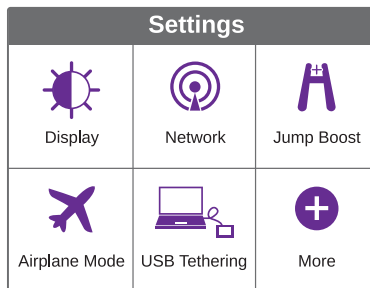 Settings
Display
Network
Jump Boost
Airplane Mode
USB Tethering
More